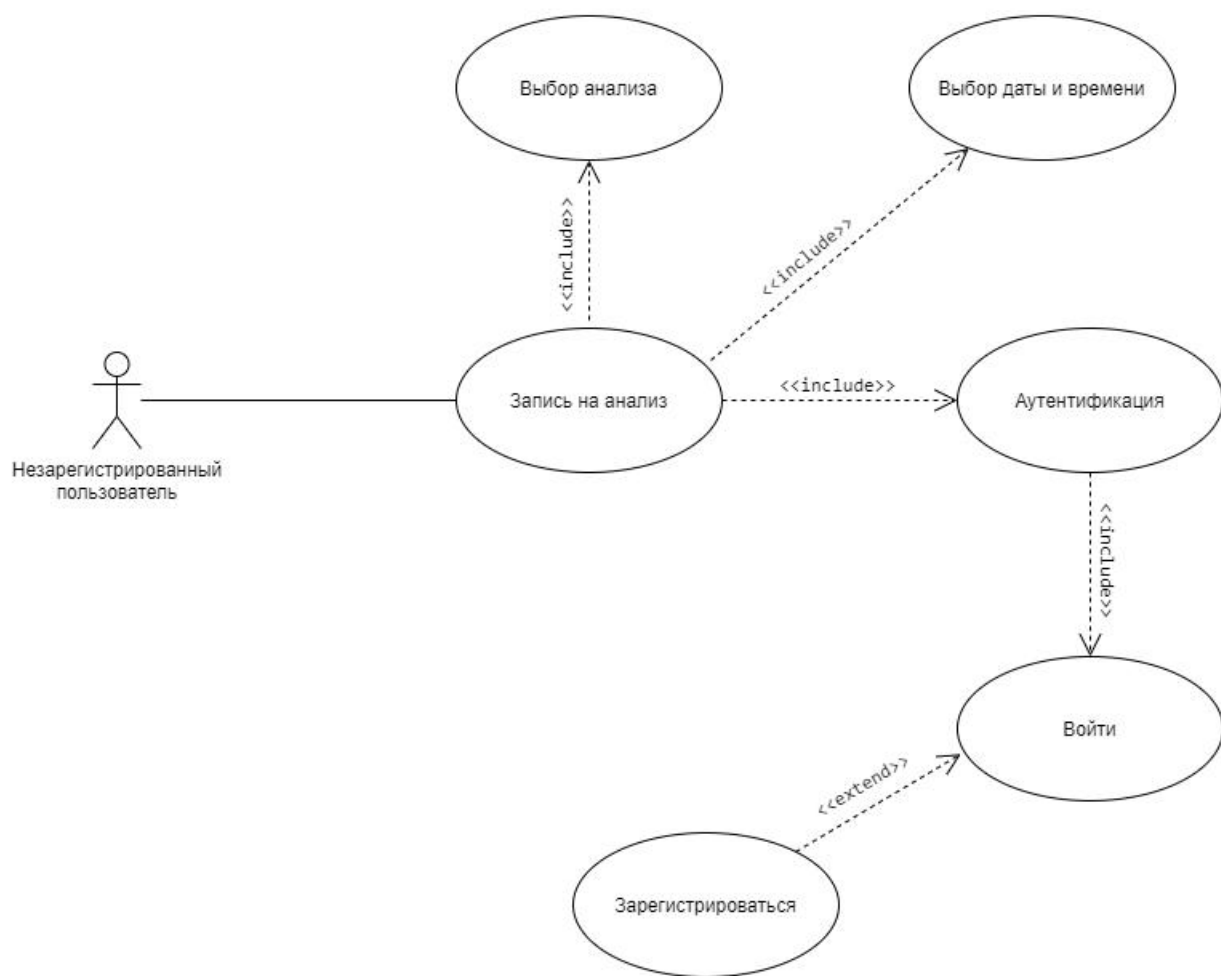 Выбор анализа
Выбор даты и времени
<<include>>
<<include>>
Запись на анализ
<<include>>
Аутентификация
Незарегистрированный
пользователь
<<include>>
Войти
<<extend>>
Зарегистрироваться